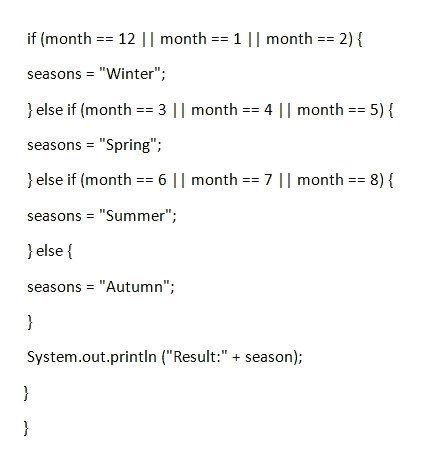 if (month == 12 || month == 1 || month == 2) {
seasons = "Winter";
} else if (month == 3 || month == 4 || month == 5) {
seasons = "Spring";
} else if (month == 6 || month == 7 || month == 8) {
seasons = "Summer";
} else {
seasons = "Autumn";
}
System.out.println ("Result:" + season);
}
}